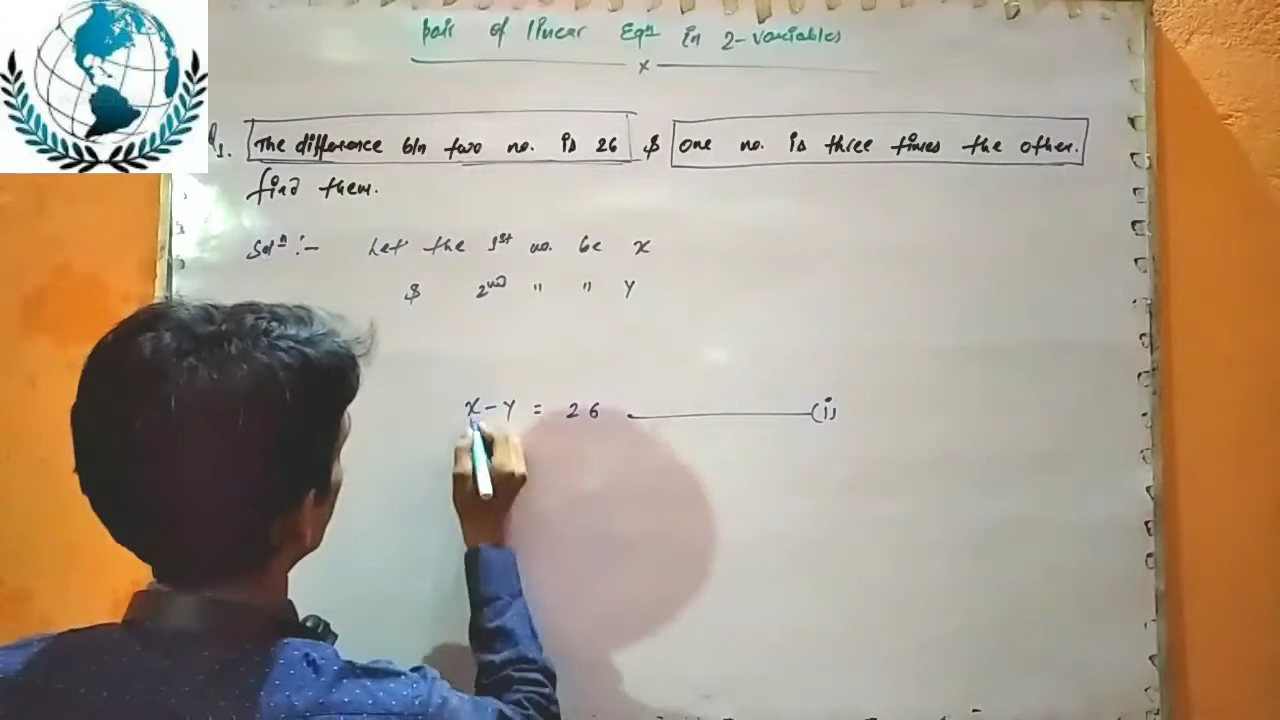 Pair of linear Eqn in 2-variables
x
Q1. The difference b/n two no. is 26 & one no. is three times the other.
find them.
Soln :- Let the 1st no. be x
& 2nd " " y
x - y = 26 (i)